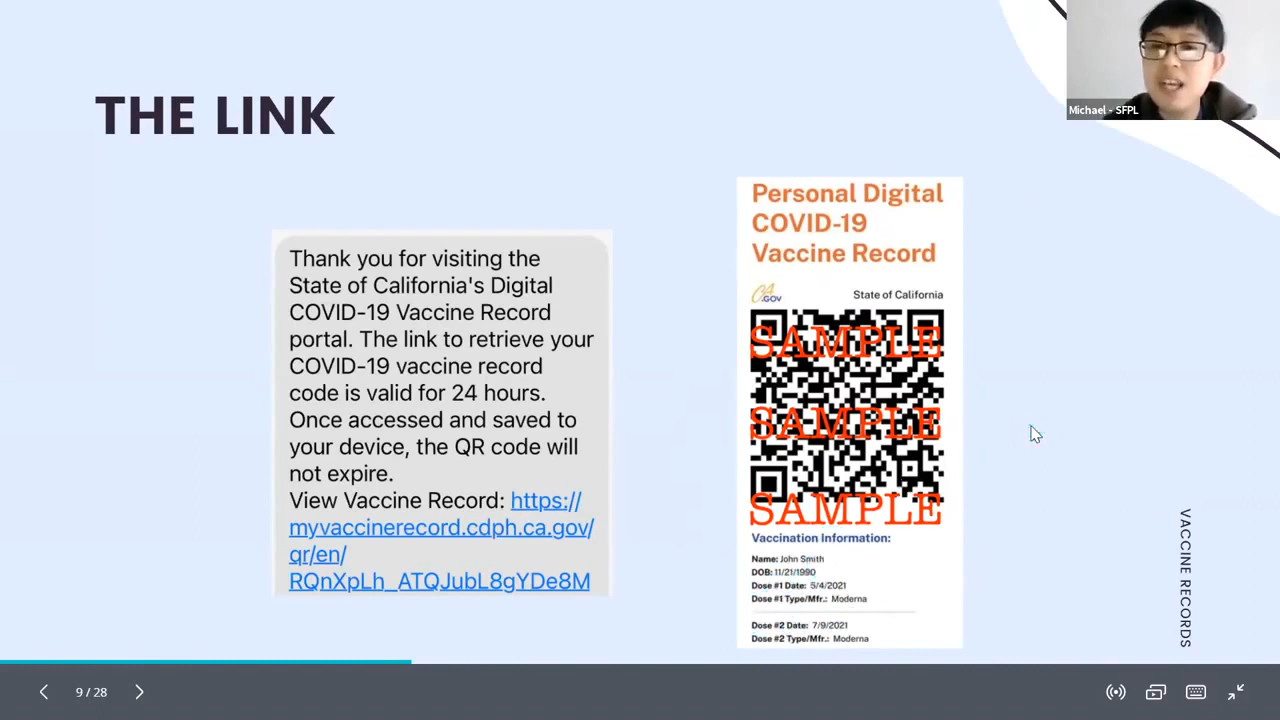 Michael - SFPL
THE LINK
Thank you for visiting the
State of California's Digital
COVID-19 Vaccine Record
portal. The link to retrieve your
COVID-19 vaccine record
code is valid for 24 hours.
Once accessed and saved to
your device, the QR code will
not expire.
View Vaccine Record: https://
myvaccinerecord.cdph.ca.gov/
qr/en/
RQnXpLh_ATQJubL8gYDe8M
Personal Digital
COVID-19
Vaccine Record
CA.GOV State of California
SAMPLE
SAMPLE
SAMPLE
Vaccination Information:
Name: John Smith
DOB: 11/21/1990
Dose #1 Date: 5/4/2021
Dose #1 Type/Mfr.: Moderna
Dose #2 Date: 7/9/2021
Dose #2 Type/Mfr.: Moderna
VACCINE RECORDS
9 / 28